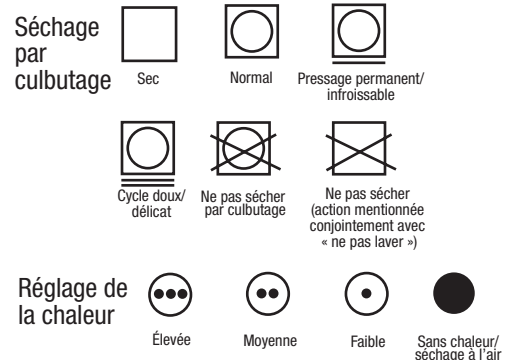 Séchage
par
culbutage
Sec
Normal
Pressage permanent/
infroissable
Cycle doux/
délicat
Ne pas sécher
par culbutage
Ne pas sécher
(action mentionnée
conjointement avec
« ne pas laver »)
Réglage de
la chaleur
Élevée
Moyenne
Faible
Sans chaleur/
séchage à l'air